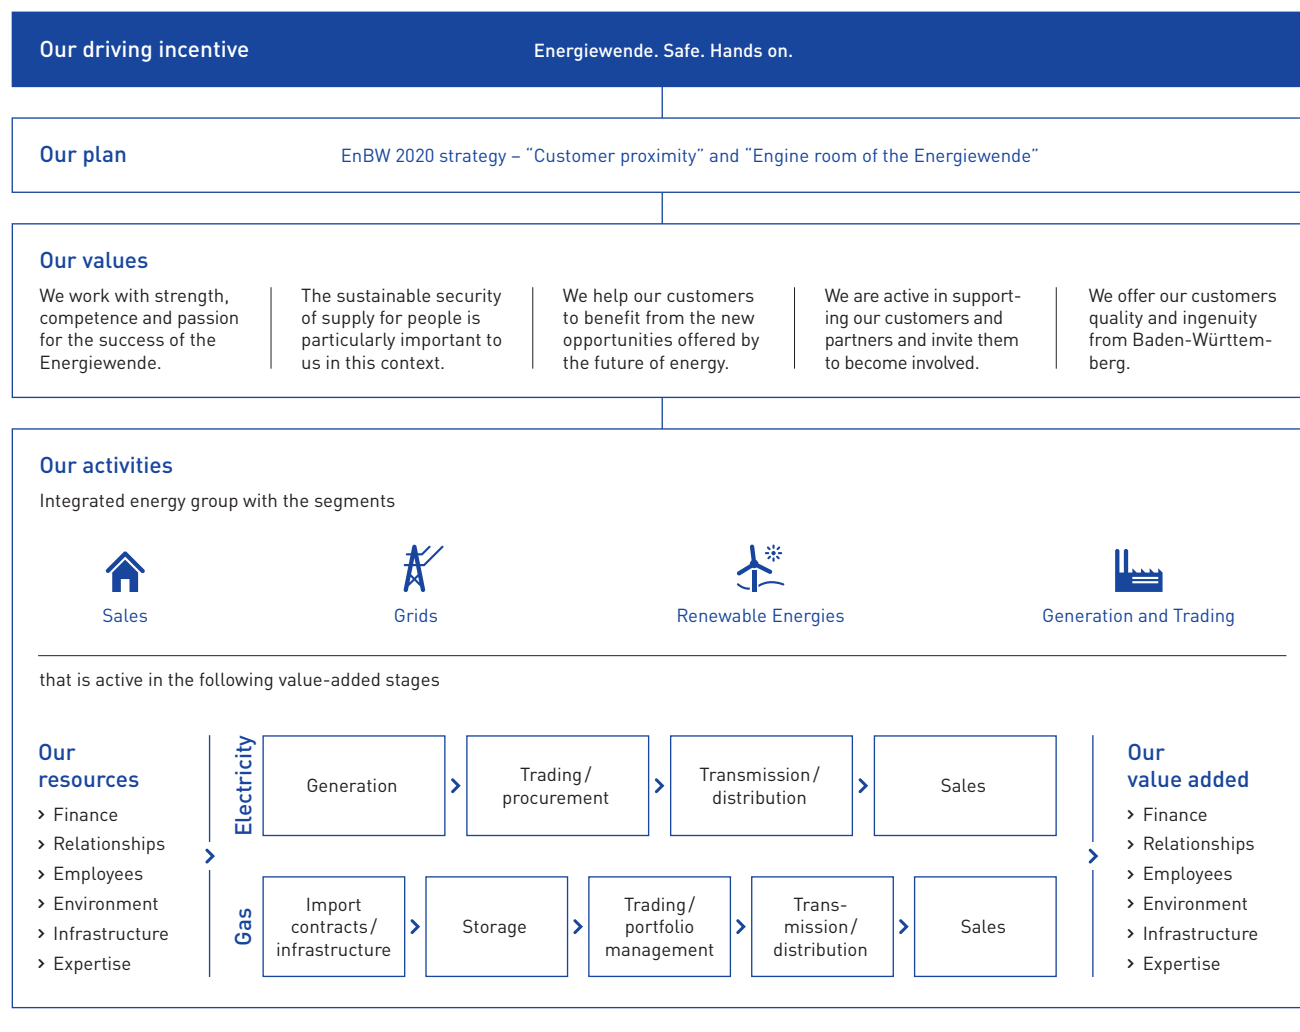 Our driving incentive
Energiewende. Safe. Hands on.
Our plan
EnBW 2020 strategy – “Customer proximity” and “Engine room of the Energiewende”
Our values
We work with strength,
competence and passion
for the success of the
Energiewende.
The sustainable security
of supply for people is
particularly important to
us in this context.
We help our customers
to benefit from the new
opportunities offered by
the future of energy.
We are active in support-
ing our customers and
partners and invite them
to become involved.
We offer our customers
quality and ingenuity
from Baden-Württem-
berg.
Our activities
Integrated energy group with the segments
Sales
Grids
Renewable Energies
Generation and Trading
that is active in the following value-added stages
Our
resources
Finance
Relationships
Employees
Environment
Infrastructure
Expertise
Electricity
Generation
Trading/
procurement
Transmission/
distribution
Sales
Gas
Import
contracts/
infrastructure
Storage
Trading/
portfolio
management
Trans-
mission/
distribution
Sales
Our
value added
Finance
Relationships
Employees
Environment
Infrastructure
Expertise